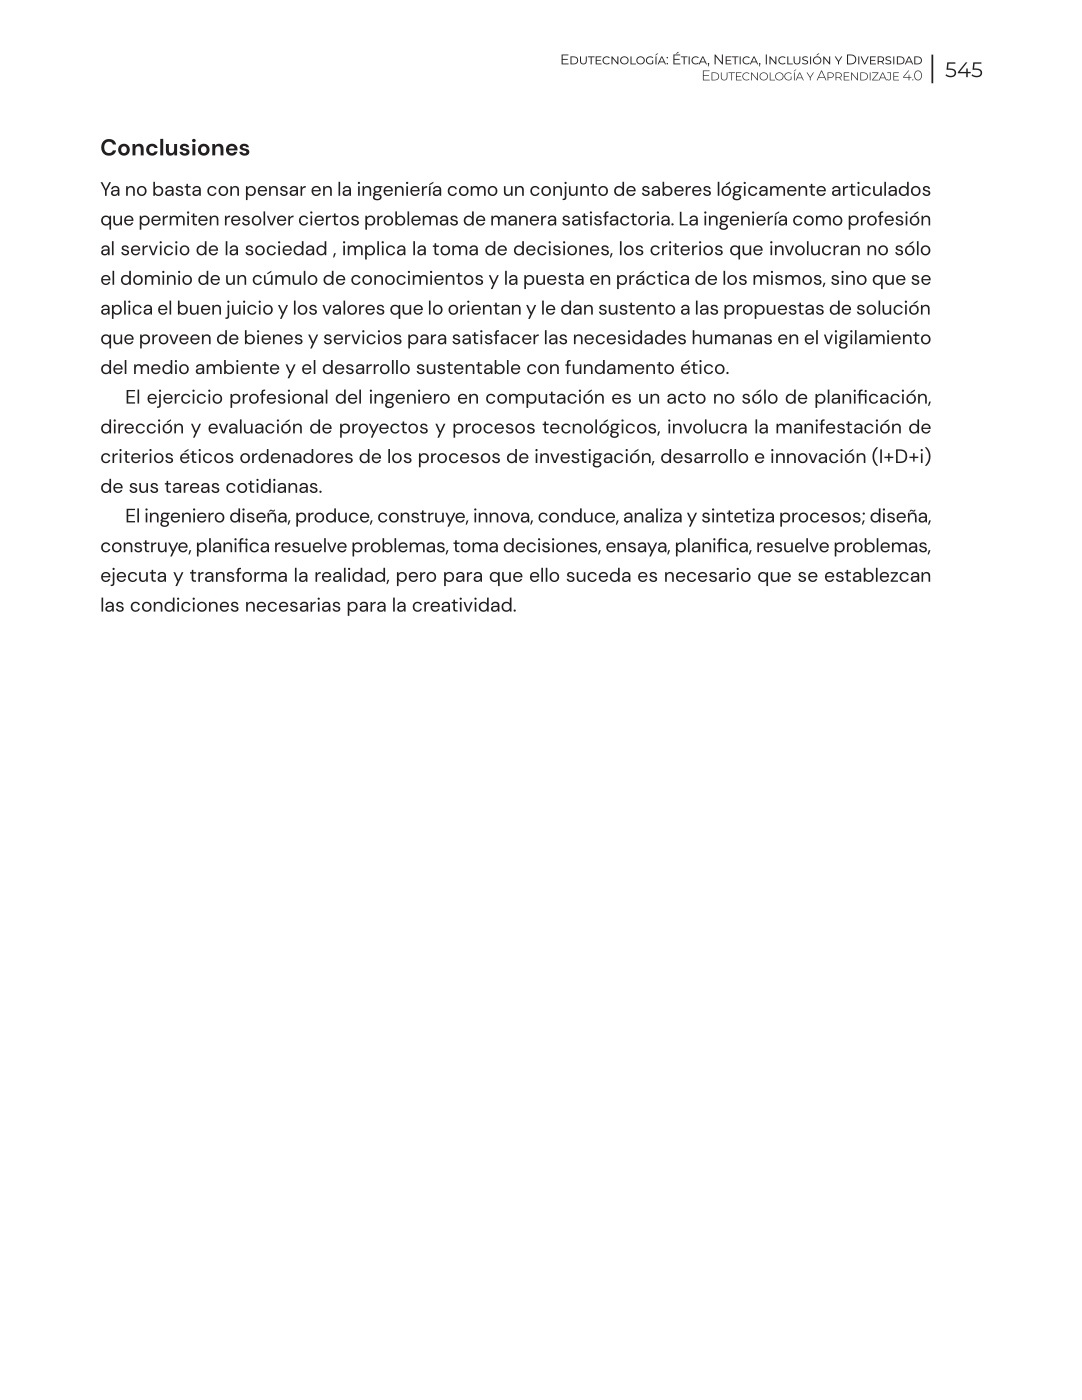 Edutecnología: Ética, Netica, Inclusión y Diversidad
Edutecnología y Aprendizaje 4.0
545
Conclusiones
Ya no basta con pensar en la ingeniería como un conjunto de saberes lógicamente articulados
que permiten resolver ciertos problemas de manera satisfactoria. La ingeniería como profesión
al servicio de la sociedad , implica la toma de decisiones, los criterios que involucran no sólo
el dominio de un cúmulo de conocimientos y la puesta en práctica de los mismos, sino que se
aplica el buen juicio y los valores que lo orientan y le dan sustento a las propuestas de solución
que proveen de bienes y servicios para satisfacer las necesidades humanas en el vigilamiento
del medio ambiente y el desarrollo sustentable con fundamento ético.
El ejercicio profesional del ingeniero en computación es un acto no sólo de planificación,
dirección y evaluación de proyectos y procesos tecnológicos, involucra la manifestación de
criterios éticos ordenadores de los procesos de investigación, desarrollo e innovación (I+D+i)
de sus tareas cotidianas.
El ingeniero diseña, produce, construye, innova, conduce, analiza y sintetiza procesos; diseña,
construye, planifica resuelve problemas, toma decisiones, ensaya, planifica, resuelve problemas,
ejecuta y transforma la realidad, pero para que ello suceda es necesario que se establezcan
las condiciones necesarias para la creatividad.